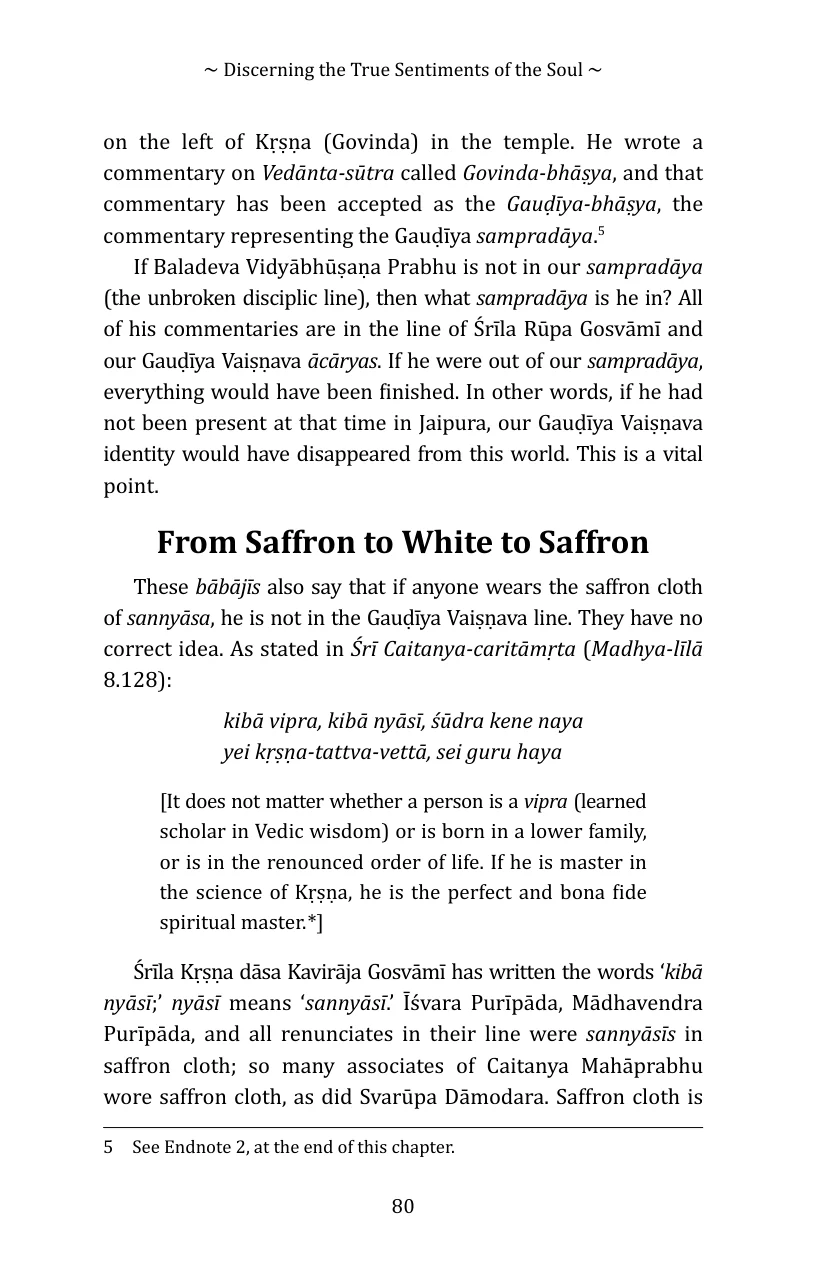 ~ Discerning the True Sentiments of the Soul ~
on the left of Kṛṣṇa (Govinda) in the temple. He wrote a
commentary on Vedānta-sūtra called Govinda-bhāṣya, and that
commentary has been accepted as the Gauḍīya-bhāṣya, the
commentary representing the Gauḍīya sampradāya.5
If Baladeva Vidyābhūṣaṇa Prabhu is not in our sampradāya
(the unbroken disciplic line), then what sampradāya is he in? All
of his commentaries are in the line of Śrīla Rūpa Gosvāmī and
our Gauḍīya Vaiṣṇava ācāryas. If he were out of our sampradāya,
everything would have been finished. In other words, if he had
not been present at that time in Jaipura, our Gauḍīya Vaiṣṇava
identity would have disappeared from this world. This is a vital
point.
From Saffron to White to Saffron
These bābājīs also say that if anyone wears the saffron cloth
of sannyāsa, he is not in the Gauḍīya Vaiṣṇava line. They have no
correct idea. As stated in Śrī Caitanya-caritāmṛta (Madhya-līlā
8.128):
kibā vipra, kibā nyāsī, śūdra kene naya
yei kṛṣṇa-tattva-vettā, sei guru haya
[It does not matter whether a person is a vipra (learned
scholar in Vedic wisdom) or is born in a lower family,
or is in the renounced order of life. If he is master in
the science of Kṛṣṇa, he is the perfect and bona fide
spiritual master.*]
Śrīla Kṛṣṇa dāsa Kavirāja Gosvāmī has written the words ‘kibā
nyāsī;’ nyāsī means ‘sannyāsī.’ Īśvara Purīpāda, Mādhavendra
Purīpāda, and all renunciates in their line were sannyāsīs in
saffron cloth; so many associates of Caitanya Mahāprabhu
wore saffron cloth, as did Svarūpa Dāmodara. Saffron cloth is
5 See Endnote 2, at the end of this chapter.
80